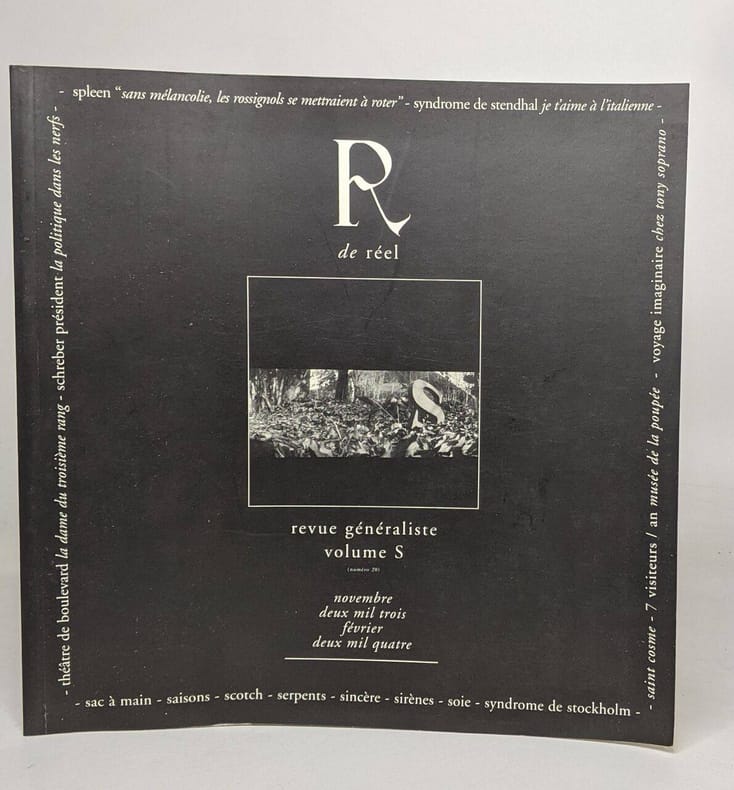 - spleen “sans mélancolie, les rossignols se mettraient à roter” - syndrome de stendhal je t'aime à l'italienne -
- théâtre de boulevard la dame du troisième rang - schreber président la politique dans les nerfs -
R
de réel
S
revue généraliste
volume S
(numéro 20)
novembre
deux mil trois
février
deux mil quatre
- saint cosme - 7 visiteurs / an musée de la poupée - voyage imaginaire chez tony soprano -
- sac à main - saisons - scotch - serpents - sincère - sirènes - soie - syndrome de stockholm -